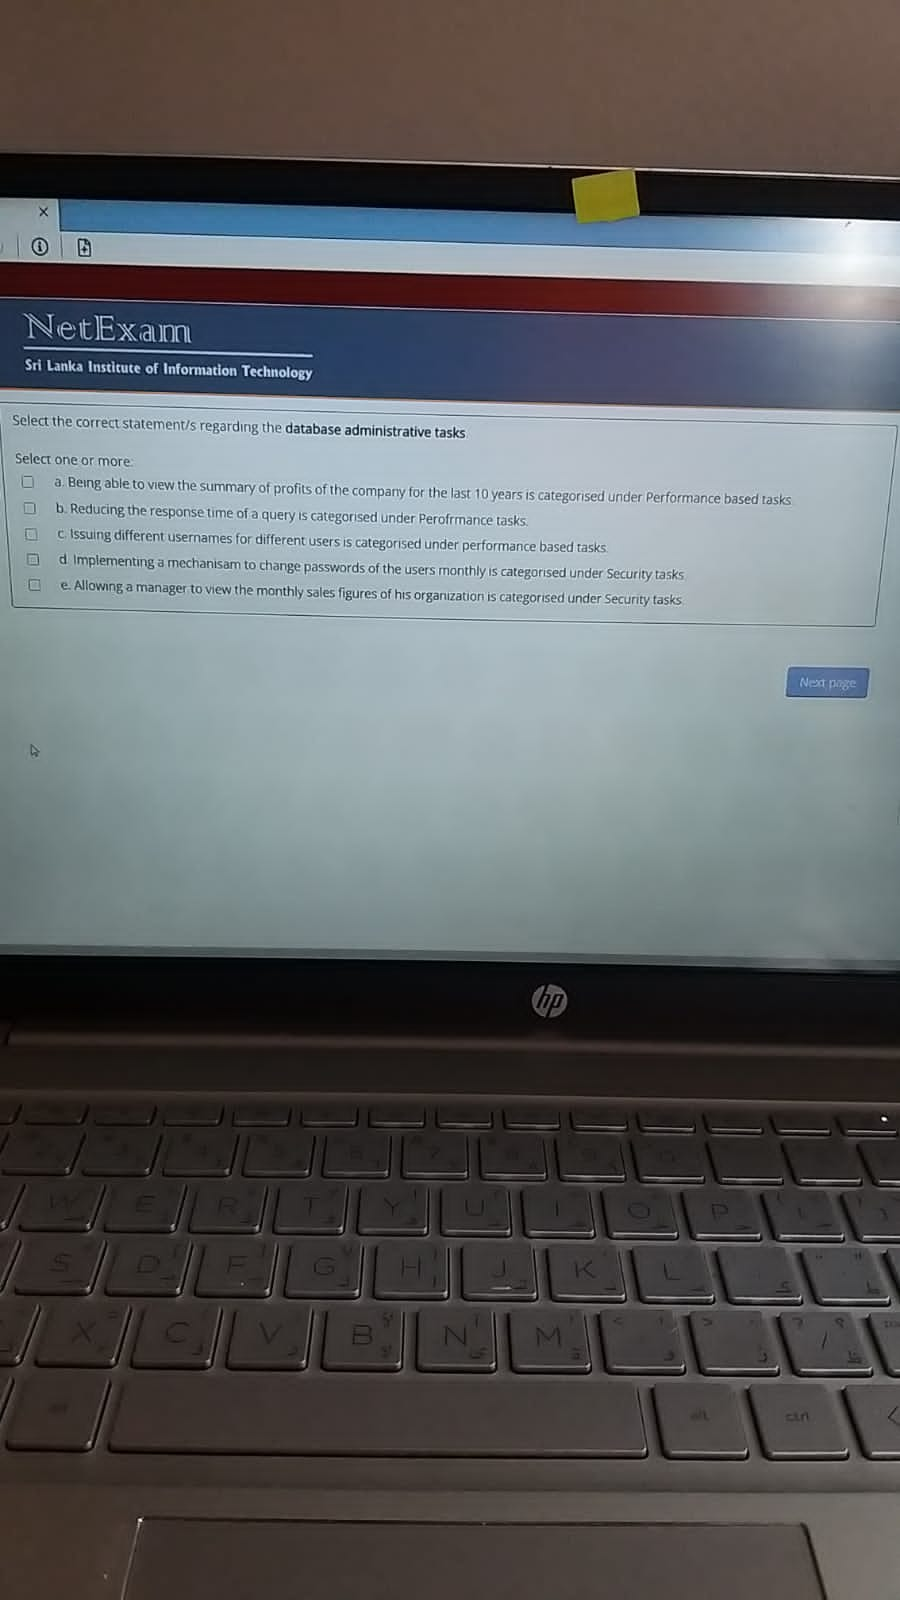 NetExam
Sri Lanka Institute of Information Technology
Select the correct statement/s regarding the database administrative tasks
Select one or more:
a. Being able to view the summary of profits of the company for the last 10 years is categorised under Performance based tasks.
b. Reducing the response time of a query is categorised under Perofrmance tasks.
c. Issuing different usernames for different users is categorised under performance based tasks.
d. Implementing a mechanisam to change passwords of the users monthly is categorised under Security tasks
e. Allowing a manager to view the monthly sales figures of his organization is categorised under Security tasks.
Next page
hp
W E R T Y U I O P
S D F G H J K L
X C V B N M
alt ctrl